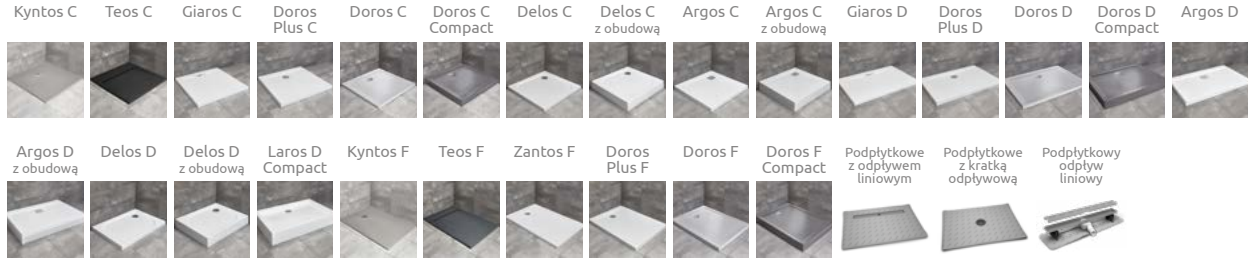 Kyntos C
Teos C
Giaros C
Doros
Plus C
Doros C
Doros C
Compact
Delos C
Delos C
z obudową
Argos C
Argos C
z obudową
Giaros D
Doros
Plus D
Doros D
Doros D
Compact
Argos D
Argos D
z obudową
Delos D
Delos D
z obudową
Laros D
Compact
Kyntos F
Teos F
Zantos F
Doros
Plus F
Doros F
Doros F
Compact
Podpłytkowe
z odpływem
liniowym
Podpłytkowe
z kratką
odpływową
Podpłytkowy
odpływ
liniowy